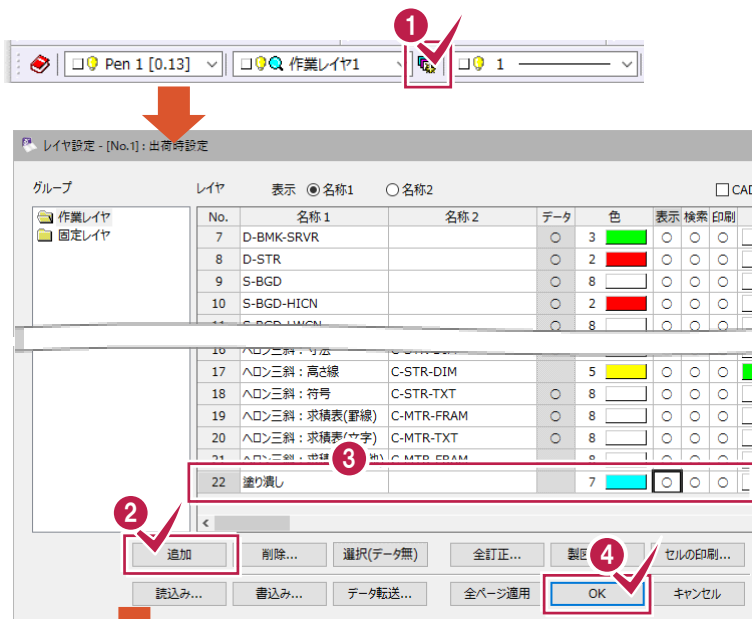 1
Pen 1 [0.13] 作業レイヤ1 1
レイヤ設定 - [No.1] : 出荷時設定
グループ レイヤ 表示 名称1 名称2 CAD
作業レイヤ
固定レイヤ
No. 名称 1 名称 2 データ 色 表示 検索 印刷
7 D-BMK-SRVR ○ 3 ○ ○ ○
8 D-STR ○ 2 ○ ○ ○
9 S-BGD ○ 8 ○ ○ ○
10 S-BGD-HICN ○ 2 ○ ○ ○
17 ヘロン三斜 : 高さ線 C-STR-DIM 5 ○ ○ ○
18 ヘロン三斜 : 符号 C-STR-TXT ○ 8 ○ ○ ○
19 ヘロン三斜 : 求積表(罫線) C-MTR-FRAM ○ 8 ○ ○ ○
20 ヘロン三斜 : 求積表(文字) C-MTR-TXT ○ 8 ○ ○ ○
3
22 塗り潰し 7 ○ ○ ○
2
追加 削除... 選択(データ無) 全訂正... 4 セルの印刷...
読込み... 書込み... データ転送... 全ページ適用 OK キャンセル